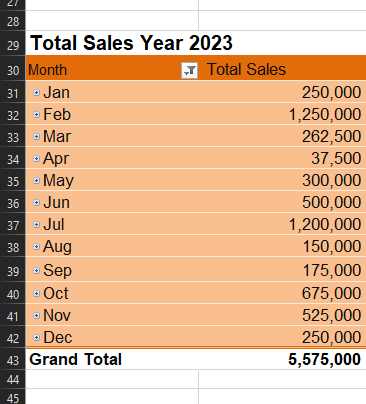 27
28
29 Total Sales Year 2023
30 Month Total Sales
31 Jan 250,000
32 Feb 1,250,000
33 Mar 262,500
34 Apr 37,500
35 May 300,000
36 Jun 500,000
37 Jul 1,200,000
38 Aug 150,000
39 Sep 175,000
40 Oct 675,000
41 Nov 525,000
42 Dec 250,000
43 Grand Total 5,575,000
44
45